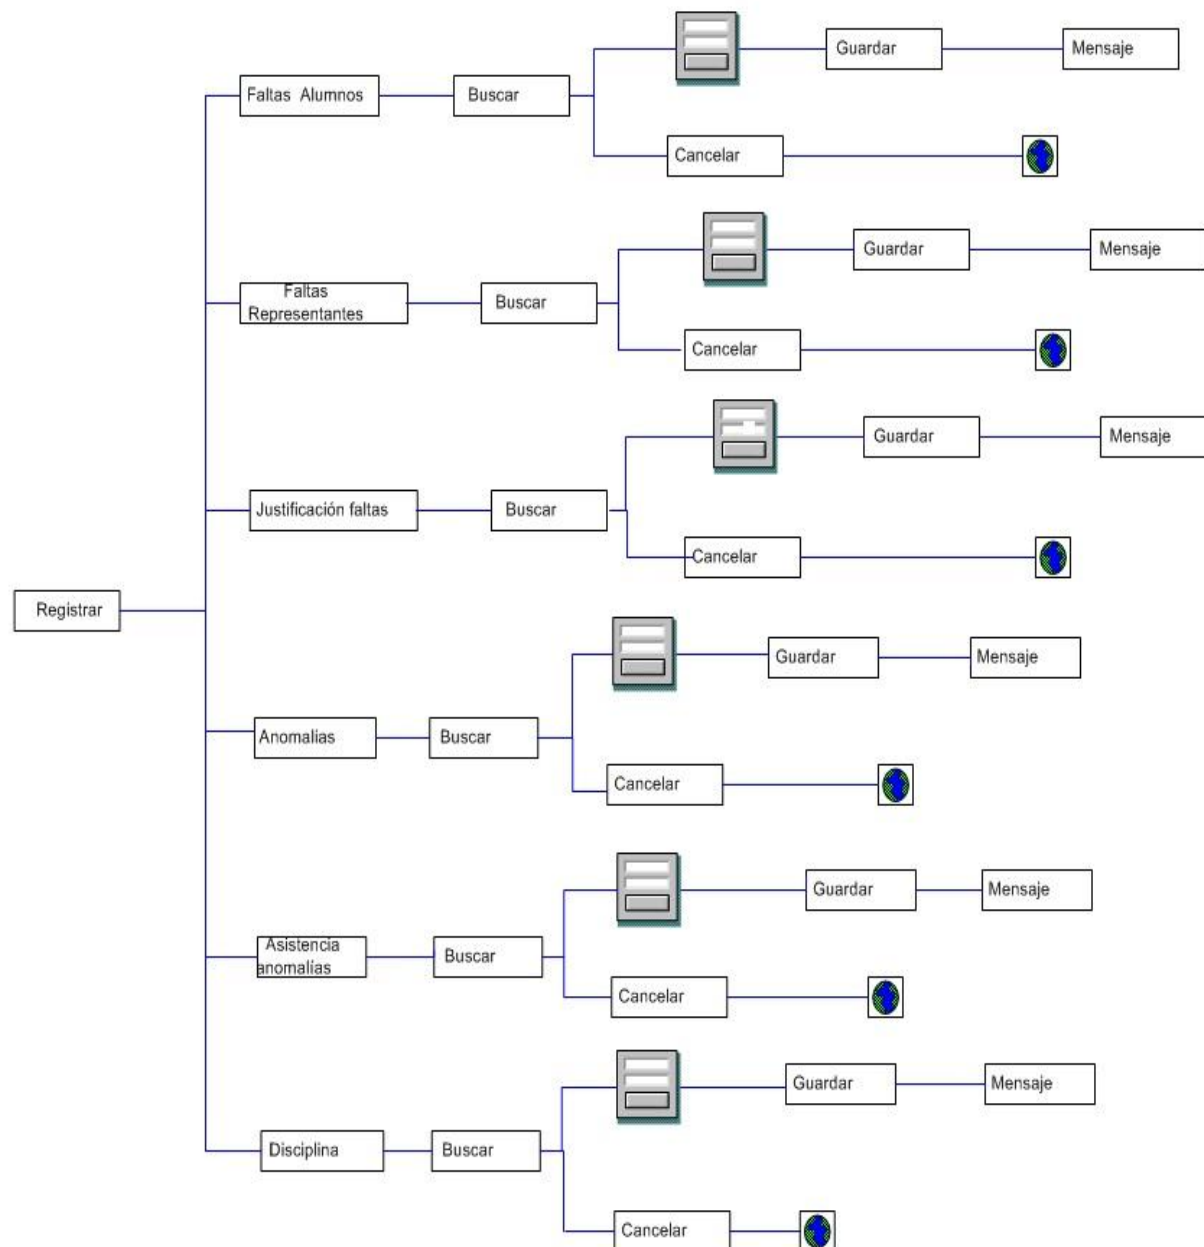 Guardar
Mensaje
Faltas Alumnos
Buscar
Cancelar
Guardar
Mensaje
Faltas
Representantes
Buscar
Cancelar
Guardar
Mensaje
Justificación faltas
Buscar
Cancelar
Registrar
Guardar
Mensaje
Anomalias
Buscar
Cancelar
Guardar
Mensaje
Asistencia
anomalías
Buscar
Cancelar
Guardar
Mensaje
Disciplina
Buscar
Cancelar